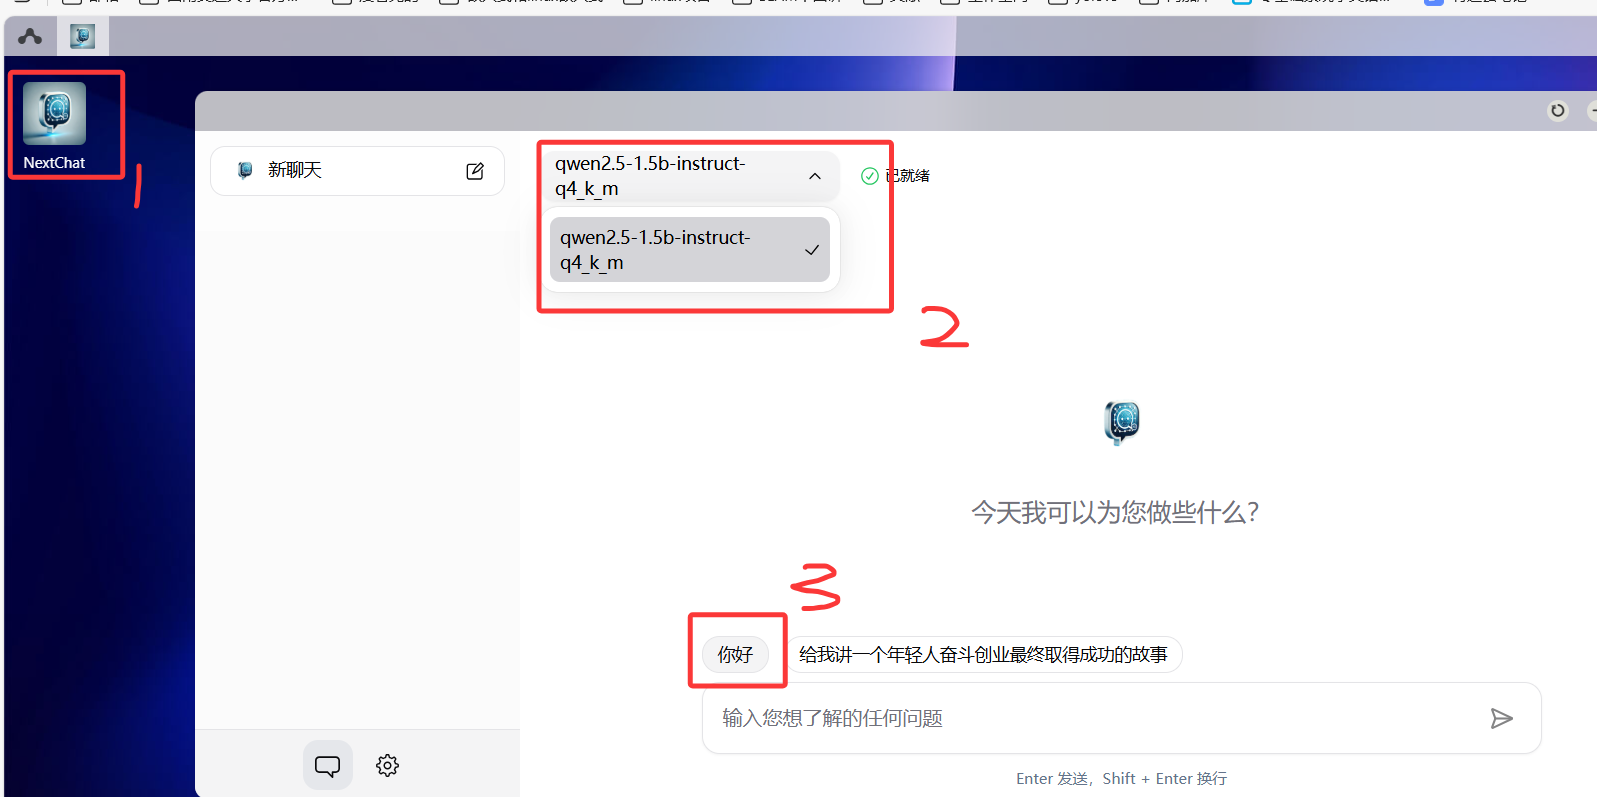 yolov8
NextChat
1
新聊天
qwen2.5-1.5b-instruct-
q4_k_m
已就绪
qwen2.5-1.5b-instruct-
q4_k_m
2
今天我可以为您做些什么？
3
你好
给我讲一个年轻人奋斗创业最终取得成功的故事
输入您想了解的任何问题
Enter 发送，Shift + Enter 换行